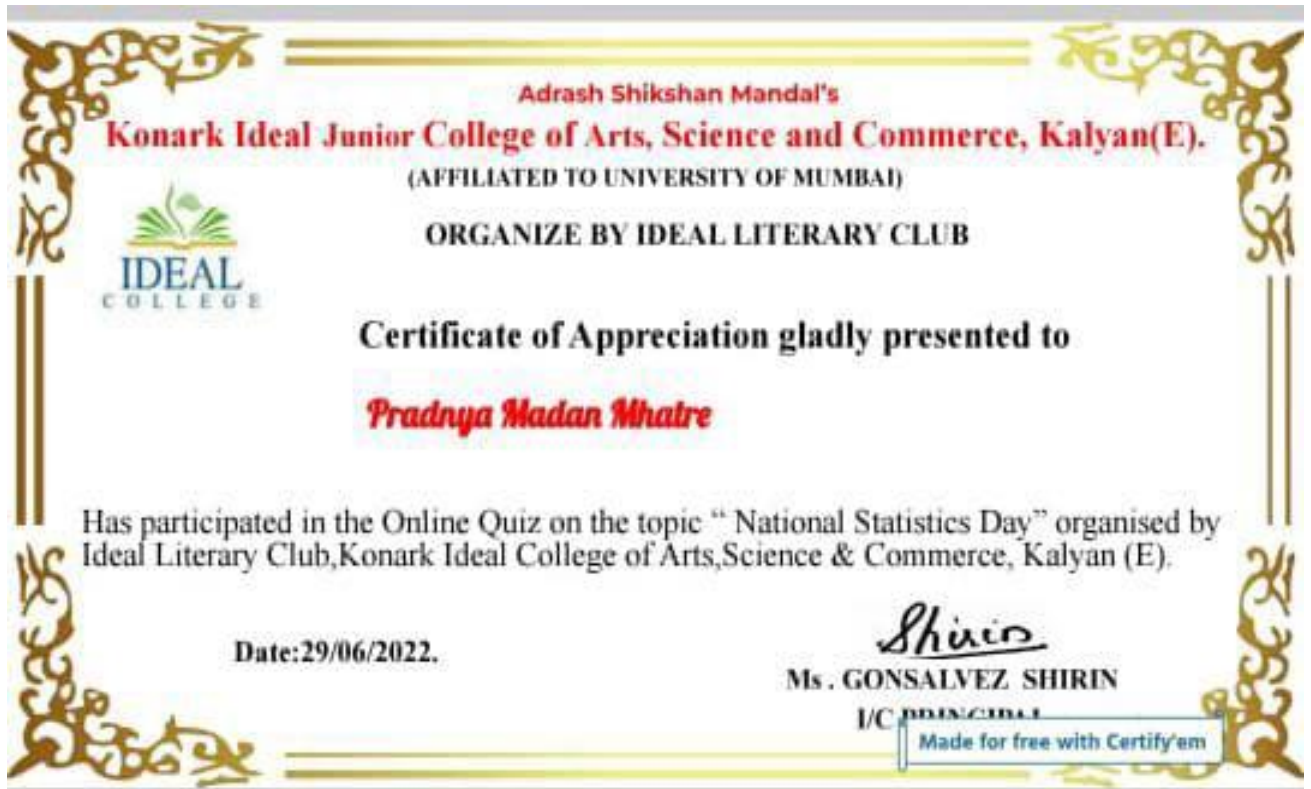 Adrash Shikshan Mandal's
Konark Ideal Junior College of Arts, Science and Commerce, Kalyan(E).
(AFFILIATED TO UNIVERSITY OF MUMBAI)
ORGANIZE BY IDEAL LITERARY CLUB
IDEAL
COLLEGE
Certificate of Appreciation gladly presented to
Pradnya Madan Mhatre
Has participated in the Online Quiz on the topic “ National Statistics Day” organised by
Ideal Literary Club,Konark Ideal College of Arts,Science & Commerce, Kalyan (E).
Shirin
Date:29/06/2022.
Ms . GONSALVEZ SHIRIN
I/C PRINCIPAL
Made for free with Certify'em